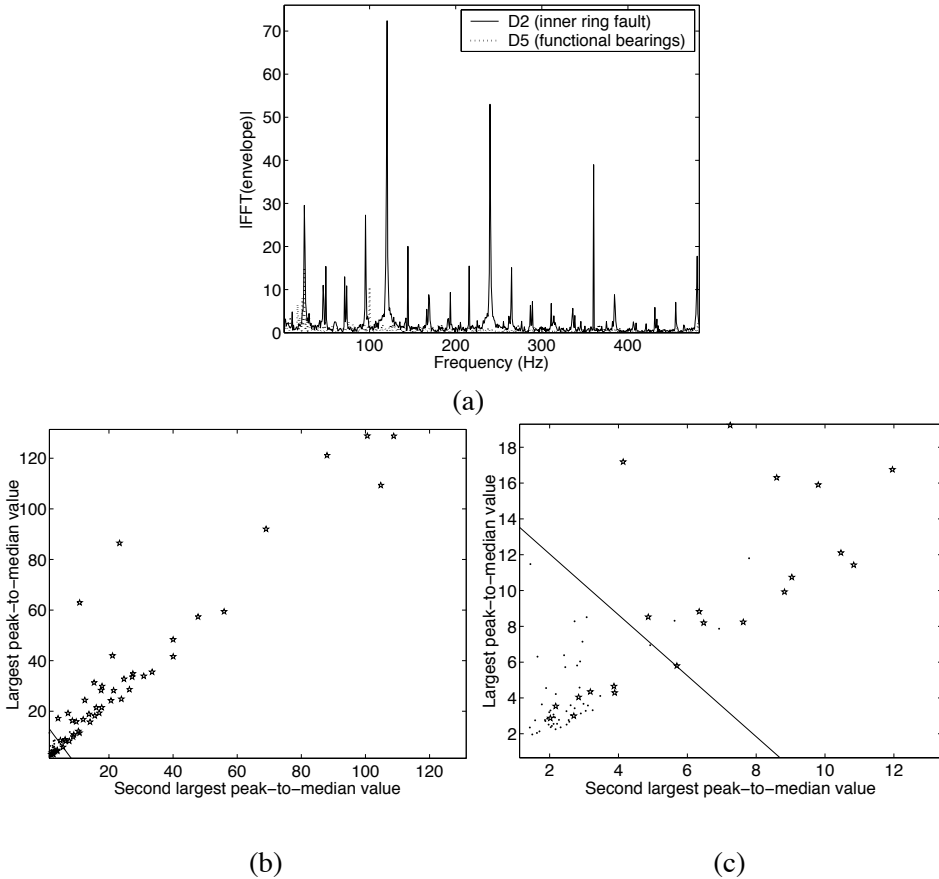 70
60
50
40
30
20
10
0
|FFT(envelope)|
D2 (inner ring fault)
D5 (functional bearings)
100 200 300 400
Frequency (Hz)
(a)
120
100
80
60
40
20
Largest peak−to−median value
20 40 60 80 100 120
Second largest peak−to−median value
(b)
18
16
14
12
10
8
6
4
2
Largest peak−to−median value
2 4 6 8 10 12
Second largest peak−to−median value
(c)